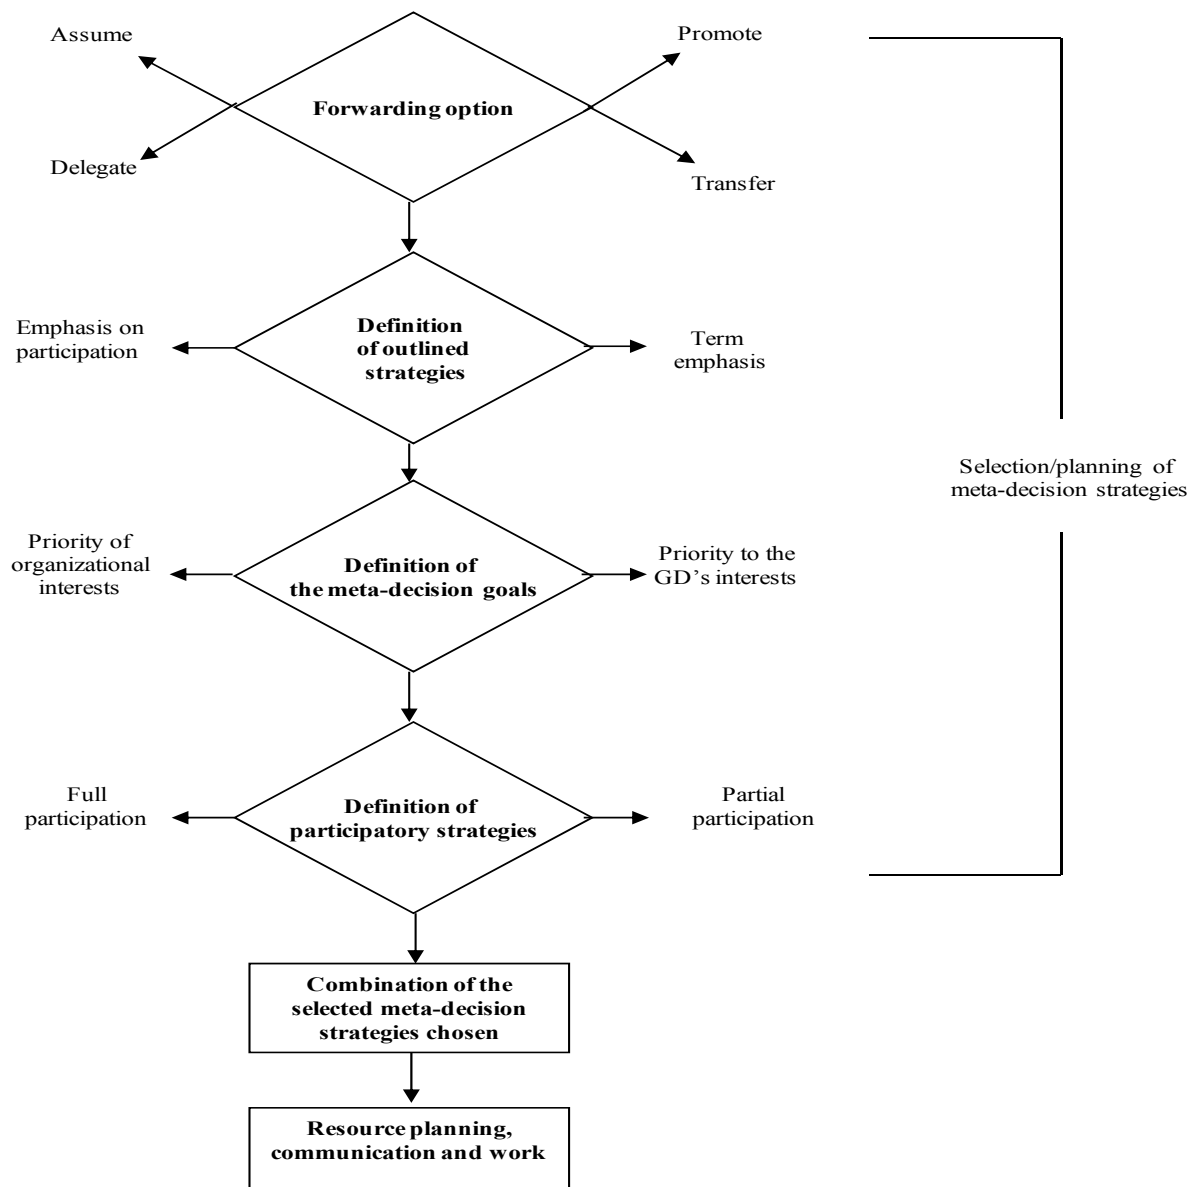 Assume
Promote
Forwarding option
Delegate
Transfer
Emphasis on
participation
Definition
of outlined
strategies
Term
emphasis
Selection/planning of
meta-decision strategies
Priority of
organizational
interests
Definition of
the meta-decision goals
Priority to the
GD’s interests
Full
participation
Definition of
participatory strategies
Partial
participation
Combination of the
selected meta-decision
strategies chosen
Resource planning,
communication and work